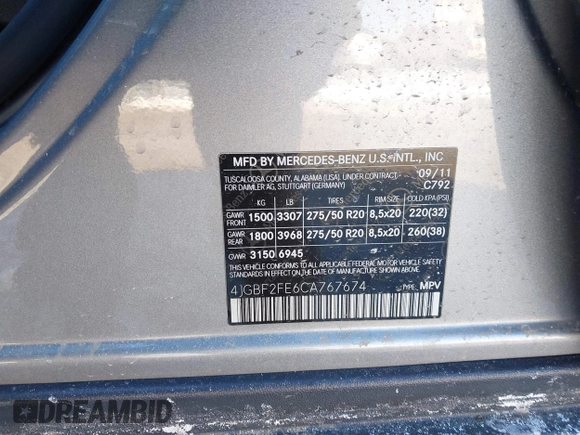 MFD BY MERCEDES-BENZ U.S. INTL., INC
TUSCALOOSA COUNTY, ALABAMA (USA), UNDER CONTRACT 09/11
FOR DAIMLER AG, STUTTGART (GERMANY) C792
KG LB TIRES RIM SIZE COLD KPA (PSI)
GAWR FRONT 1500 3307 275/50 R20 8,5x20 220(32)
GAWR REAR 1800 3968 275/50 R20 8,5x20 260(38)
GVWR 3150 6945
THIS VEHICLE CONFORMS TO ALL APPLICABLE FEDERAL MOTOR VEHICLE SAFETY
STANDARDS IN EFFECT ON THE DATE OF MANUFACTURE SHOWN ABOVE.
4JGBF2FE6CA767674 TYPE: MPV
DREAMBID